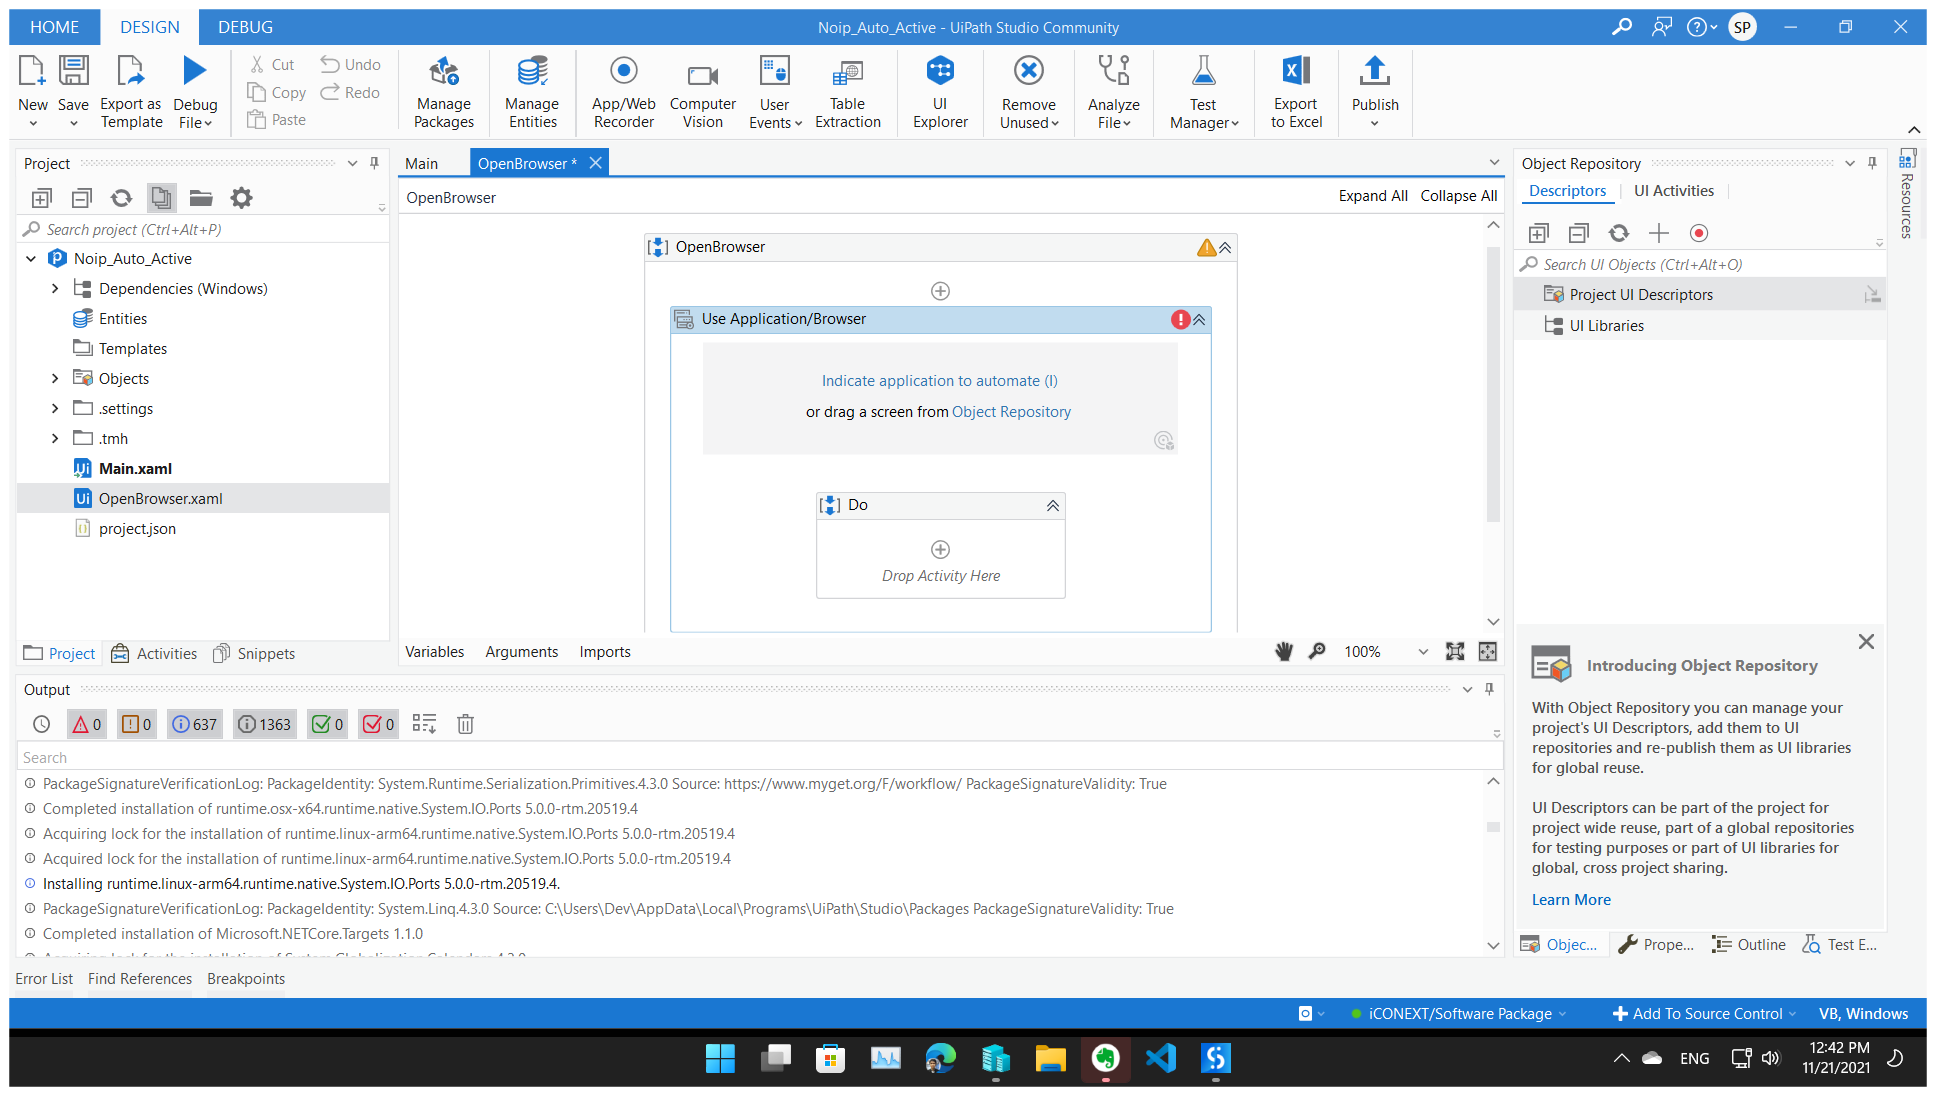 HOME DESIGN DEBUG Noip_Auto_Active - UiPath Studio Community SP
New Save Export as Template Debug File
Cut Copy Paste Undo Redo
Manage Packages
Manage Entities
App/Web Recorder
Computer Vision
User Events
Table Extraction
UI Explorer
Remove Unused
Analyze File
Test Manager
Export to Excel
Publish
Project
Search project (Ctrl+Alt+P)
Noip_Auto_Active
Dependencies (Windows)
Entities
Templates
Objects
.settings
.tmh
Main.xaml
OpenBrowser.xaml
project.json
Project Activities Snippets
Main OpenBrowser *
OpenBrowser Expand All Collapse All
OpenBrowser
Use Application/Browser
Indicate application to automate (I)
or drag a screen from Object Repository
Do
Drop Activity Here
Variables Arguments Imports 100%
Object Repository
Descriptors UI Activities
Search UI Objects (Ctrl+Alt+O)
Project UI Descriptors
UI Libraries
Resources
Introducing Object Repository
With Object Repository you can manage your
project's UI Descriptors, add them to UI
repositories and re-publish them as UI libraries
for global reuse.
UI Descriptors can be part of the project for
project wide reuse, part of a global repositories
for testing purposes or part of UI libraries for
global, cross project sharing.
Learn More
Objec... Prope... Outline Test E...
Output
0 0 637 1363 0 0
Search
PackageSignatureVerificationLog: PackageIdentity: System.Runtime.Serialization.Primitives.4.3.0 Source: https://www.myget.org/F/workflow/ PackageSignatureValidity: True
Completed installation of runtime.osx-x64.runtime.native.System.IO.Ports 5.0.0-rtm.20519.4
Acquiring lock for the installation of runtime.linux-arm64.runtime.native.System.IO.Ports 5.0.0-rtm.20519.4
Acquired lock for the installation of runtime.linux-arm64.runtime.native.System.IO.Ports 5.0.0-rtm.20519.4
Installing runtime.linux-arm64.runtime.native.System.IO.Ports 5.0.0-rtm.20519.4.
PackageSignatureVerificationLog: PackageIdentity: System.Linq.4.3.0 Source: C:\Users\Dev\AppData\Local\Programs\UiPath\Studio\Packages PackageSignatureValidity: True
Completed installation of Microsoft.NETCore.Targets 1.1.0
Error List Find References Breakpoints
iCONEXT/Software Package Add To Source Control VB, Windows
ENG 12:42 PM
11/21/2021